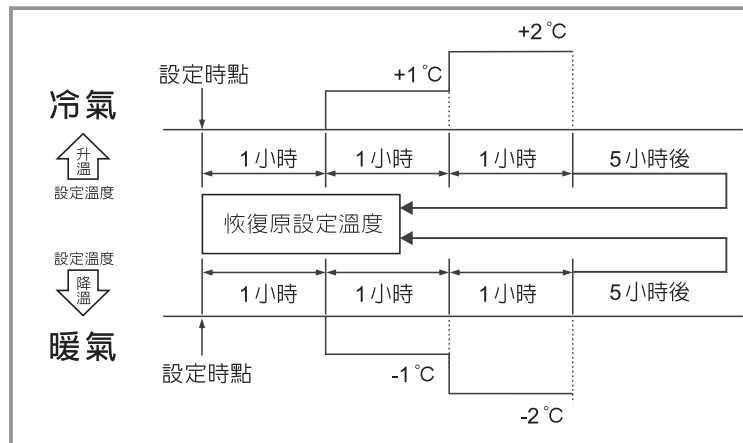 +2°C
設定時點
+1°C
冷氣
升溫
設定溫度
1小時
1小時
1小時
5小時後
恢復原設定溫度
設定溫度
降溫
暖氣
1小時
1小時
1小時
5小時後
設定時點
-1°C
-2°C